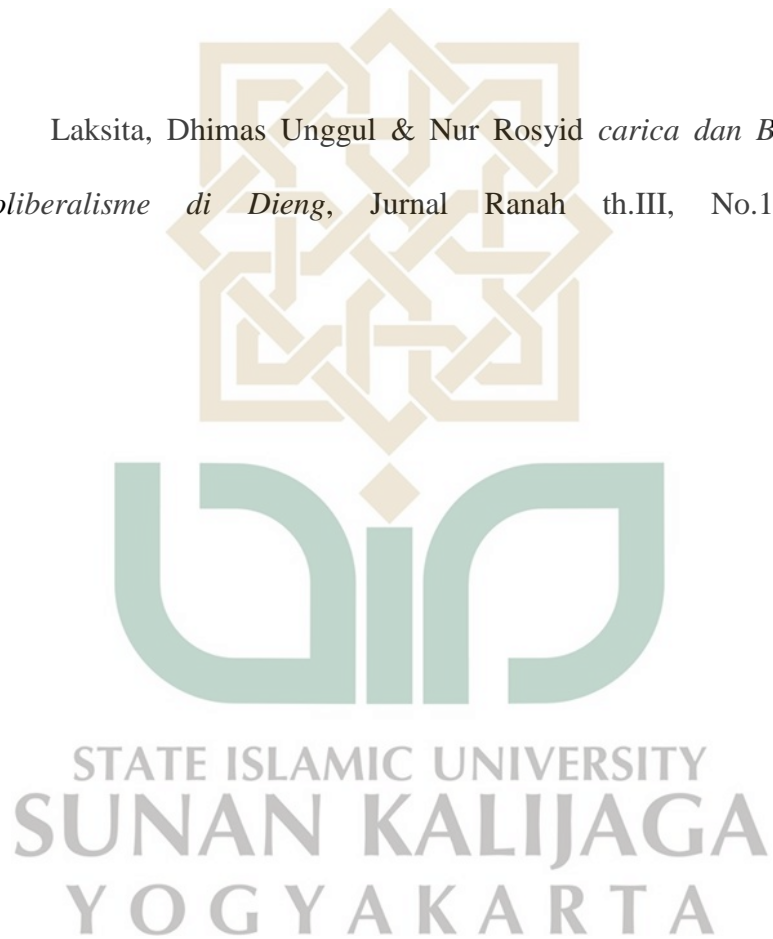 Laksita, Dhimas Unggul & Nur Rosyid carica dan B
oliberalisme di Dieng, Jurnal Ranah th.III, No.1
STATE ISLAMIC UNIVERSITY
SUNAN KALIJAGA
YOGYAKARTA